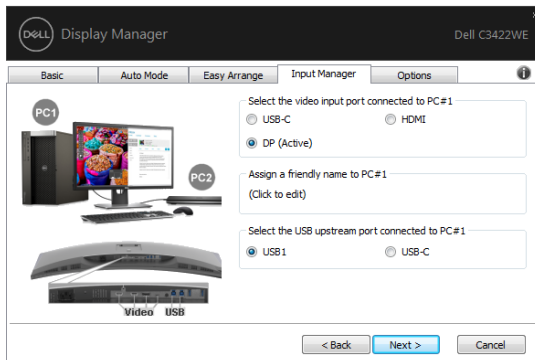 DELL Display Manager
Dell C3422WE
Basic Auto Mode Easy Arrange Input Manager Options
Select the video input port connected to PC#1
USB-C HDMI
DP (Active)
PC1
PC2
Assign a friendly name to PC#1
(Click to edit)
Select the USB upstream port connected to PC#1
USB1 USB-C
Video USB
< Back Next > Cancel